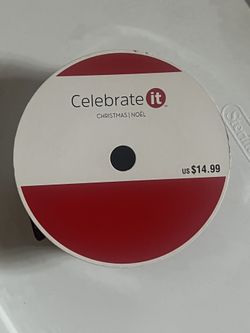 Celebrate it
CHRISTMAS | NOËL
US $14.99